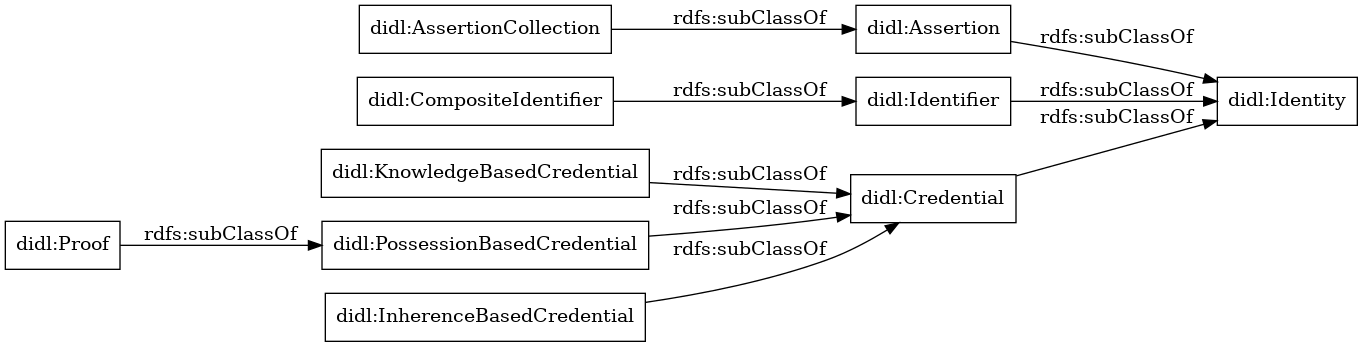 didl:AssertionCollection
rdfs:subClassOf
didl:Assertion
rdfs:subClassOf
didl:CompositeIdentifier
rdfs:subClassOf
didl:Identifier
rdfs:subClassOf
didl:Identity
rdfs:subClassOf
didl:KnowledgeBasedCredential
rdfs:subClassOf
didl:Credential
rdfs:subClassOf
didl:Proof
rdfs:subClassOf
didl:PossessionBasedCredential
rdfs:subClassOf
didl:InherenceBasedCredential